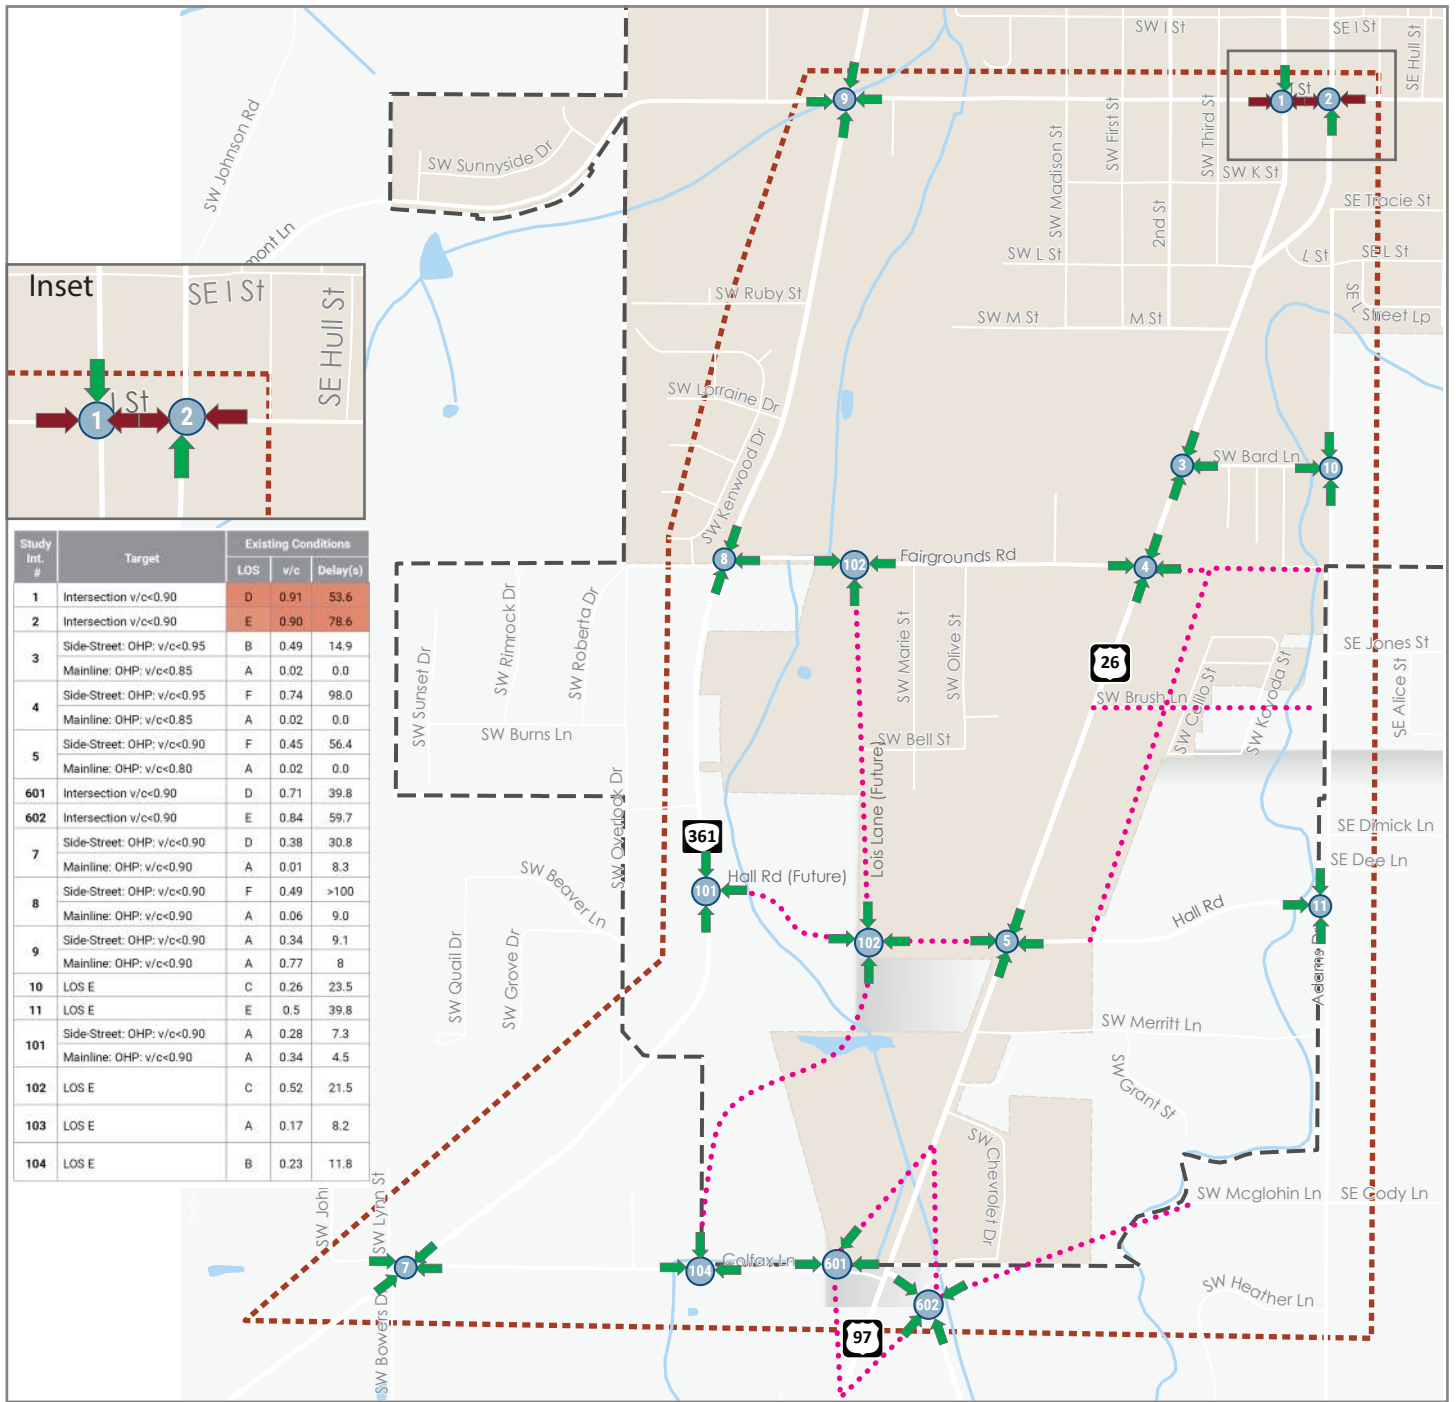 SW I St
SE I St
SE Hull St
SW Johnson Rd
9
1
St
2
SW Sunnyside Dr
SW Madison St
SW First St
SW Third St
SW K St
SE Tracie St
2nd St
mont Ln
SW L St
L St
SE L St
Inset
SE I St
SE Hull St
SW Ruby St
SE L
Street Lp
SW M St
M St
J St
1
2
SW Lorraine Dr
SW Kenwood Dr
3
SW Bard Ln
10
8
102
Fairgrounds Rd
4
Study Int. #
Target
Existing Conditions
LOS v/c Delay(s)
1 Intersection v/c<0.90 D 0.91 53.6
2 Intersection v/c<0.90 E 0.90 78.6
3 Side-Street: OHP: v/c<0.95 B 0.49 14.9
Mainline: OHP: v/c<0.85 A 0.02 0.0
4 Side-Street: OHP: v/c<0.95 F 0.74 98.0
Mainline: OHP: v/c<0.85 A 0.02 0.0
5 Side-Street: OHP: v/c<0.90 F 0.45 56.4
Mainline: OHP: v/c<0.80 A 0.02 0.0
601 Intersection v/c<0.90 D 0.71 39.8
602 Intersection v/c<0.90 E 0.84 59.7
7 Side-Street: OHP: v/c<0.90 D 0.38 30.8
Mainline: OHP: v/c<0.90 A 0.01 8.3
8 Side-Street: OHP: v/c<0.90 F 0.49 >100
Mainline: OHP: v/c<0.90 A 0.06 9.0
9 Side-Street: OHP: v/c<0.90 A 0.34 9.1
Mainline: OHP: v/c<0.90 A 0.77 8
10 LOS E C 0.26 23.5
11 LOS E E 0.5 39.8
101 Side-Street: OHP: v/c<0.90 A 0.28 7.3
Mainline: OHP: v/c<0.90 A 0.34 4.5
102 LOS E C 0.52 21.5
103 LOS E A 0.17 8.2
104 LOS E B 0.23 11.8
SW Sunset Dr
SW Rimrock Dr
SW Roberta Dr
SW Burns Ln
SW Marie St
SW Olive St
SW Bell St
26
SW Brush Ln
SW Celilo St
SW Kayoda St
SE Jones St
SE Alice St
SW Overlook Dr
361
Lois Lane (Future)
SE Dimick Ln
SE Dee Ln
SW Beaver Ln
101
Hall Rd (Future)
Hall Rd
11
SW Quail Dr
SW Grove Dr
102
5
Adams D
SW Merritt Ln
SW Grant St
SW Chevrolet Dr
SW Johi
SW Lynn St
SW Mcglohin Ln
SE Cody Ln
7
104
Colfax Ln
601
602
SW Heather Ln
SW Bowers D
97